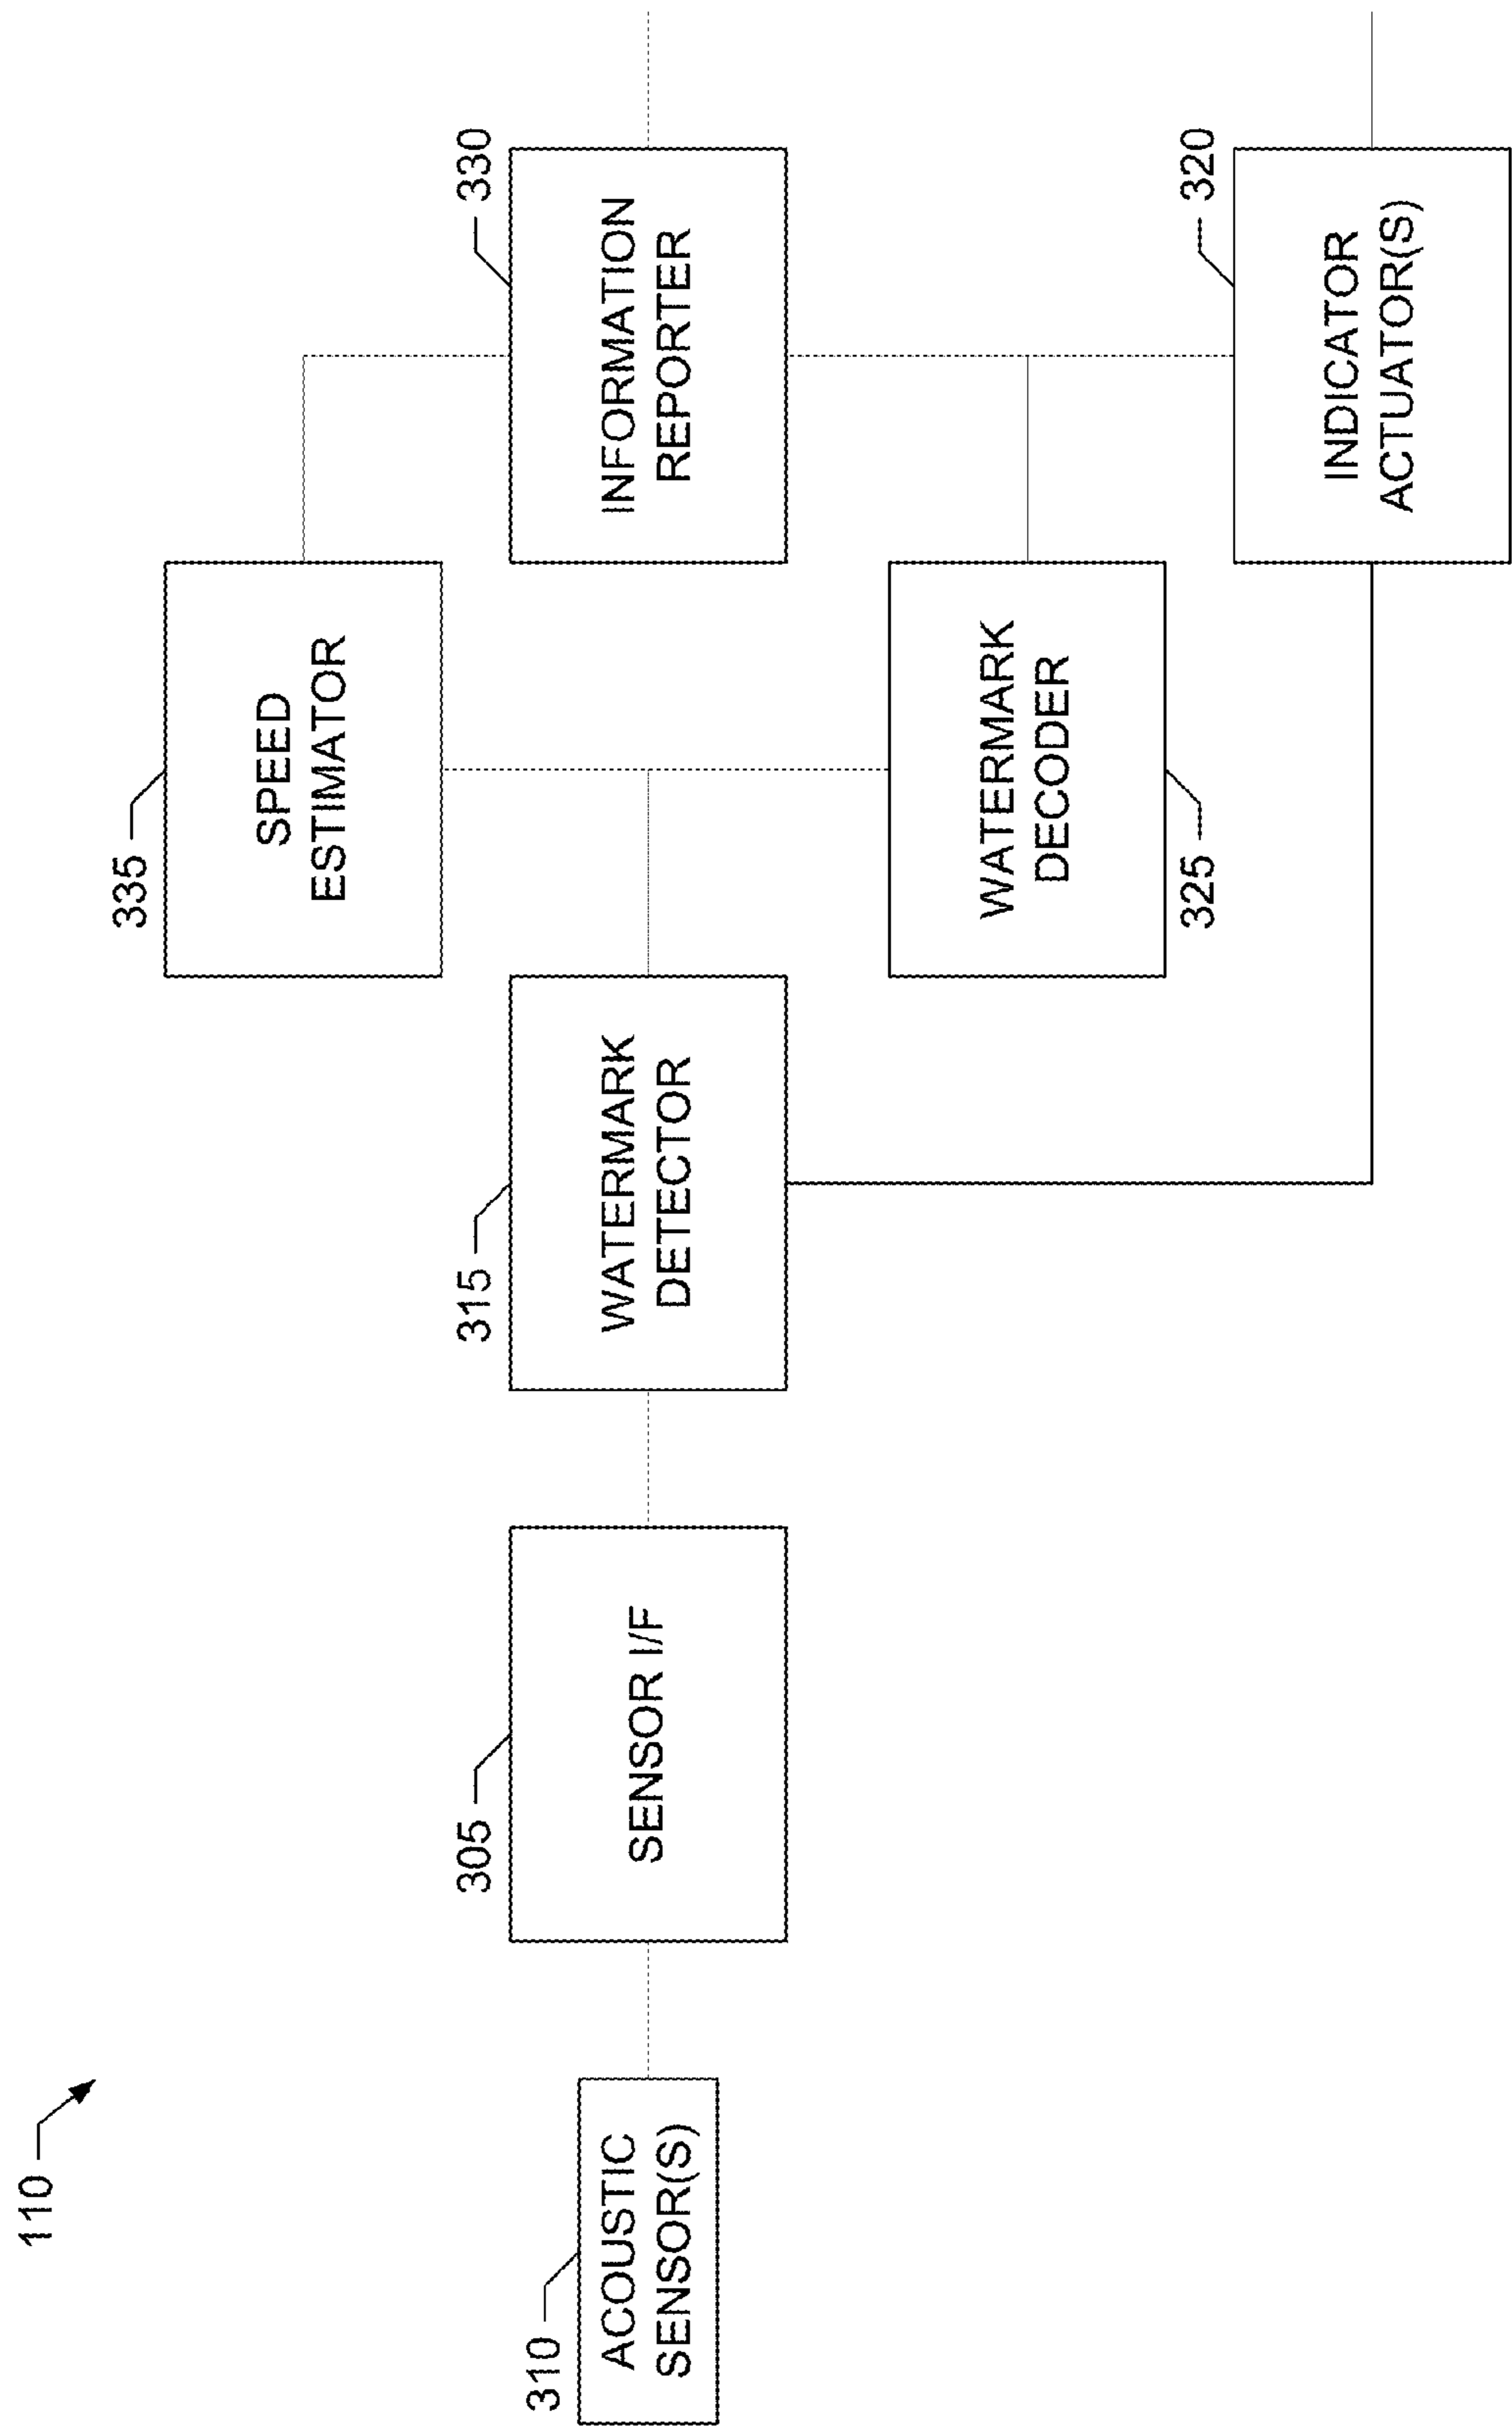 110
310
ACOUSTIC
SENSOR(S)
305
SENSOR I/F
315
WATERMARK
DETECTOR
335
SPEED
ESTIMATOR
325
WATERMARK
DECODER
330
INFORMATION
REPORTER
320
INDICATOR
ACTUATOR(S)